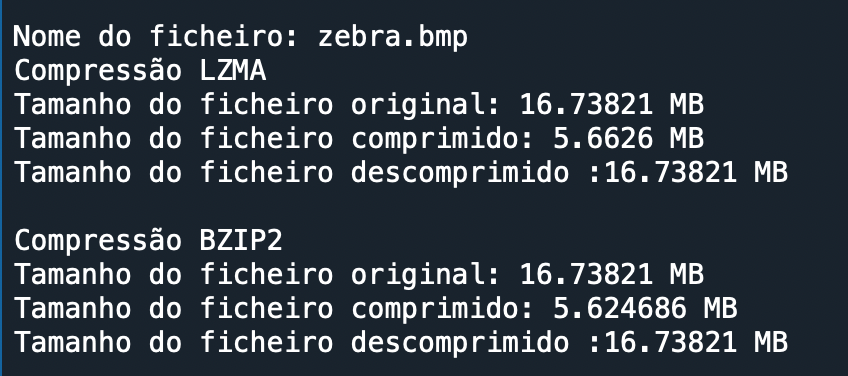 Nome do ficheiro: zebra.bmp
Compressão LZMA
Tamanho do ficheiro original: 16.73821 MB
Tamanho do ficheiro comprimido: 5.6626 MB
Tamanho do ficheiro descomprimido :16.73821 MB
Compressão BZIP2
Tamanho do ficheiro original: 16.73821 MB
Tamanho do ficheiro comprimido: 5.624686 MB
Tamanho do ficheiro descomprimido :16.73821 MB